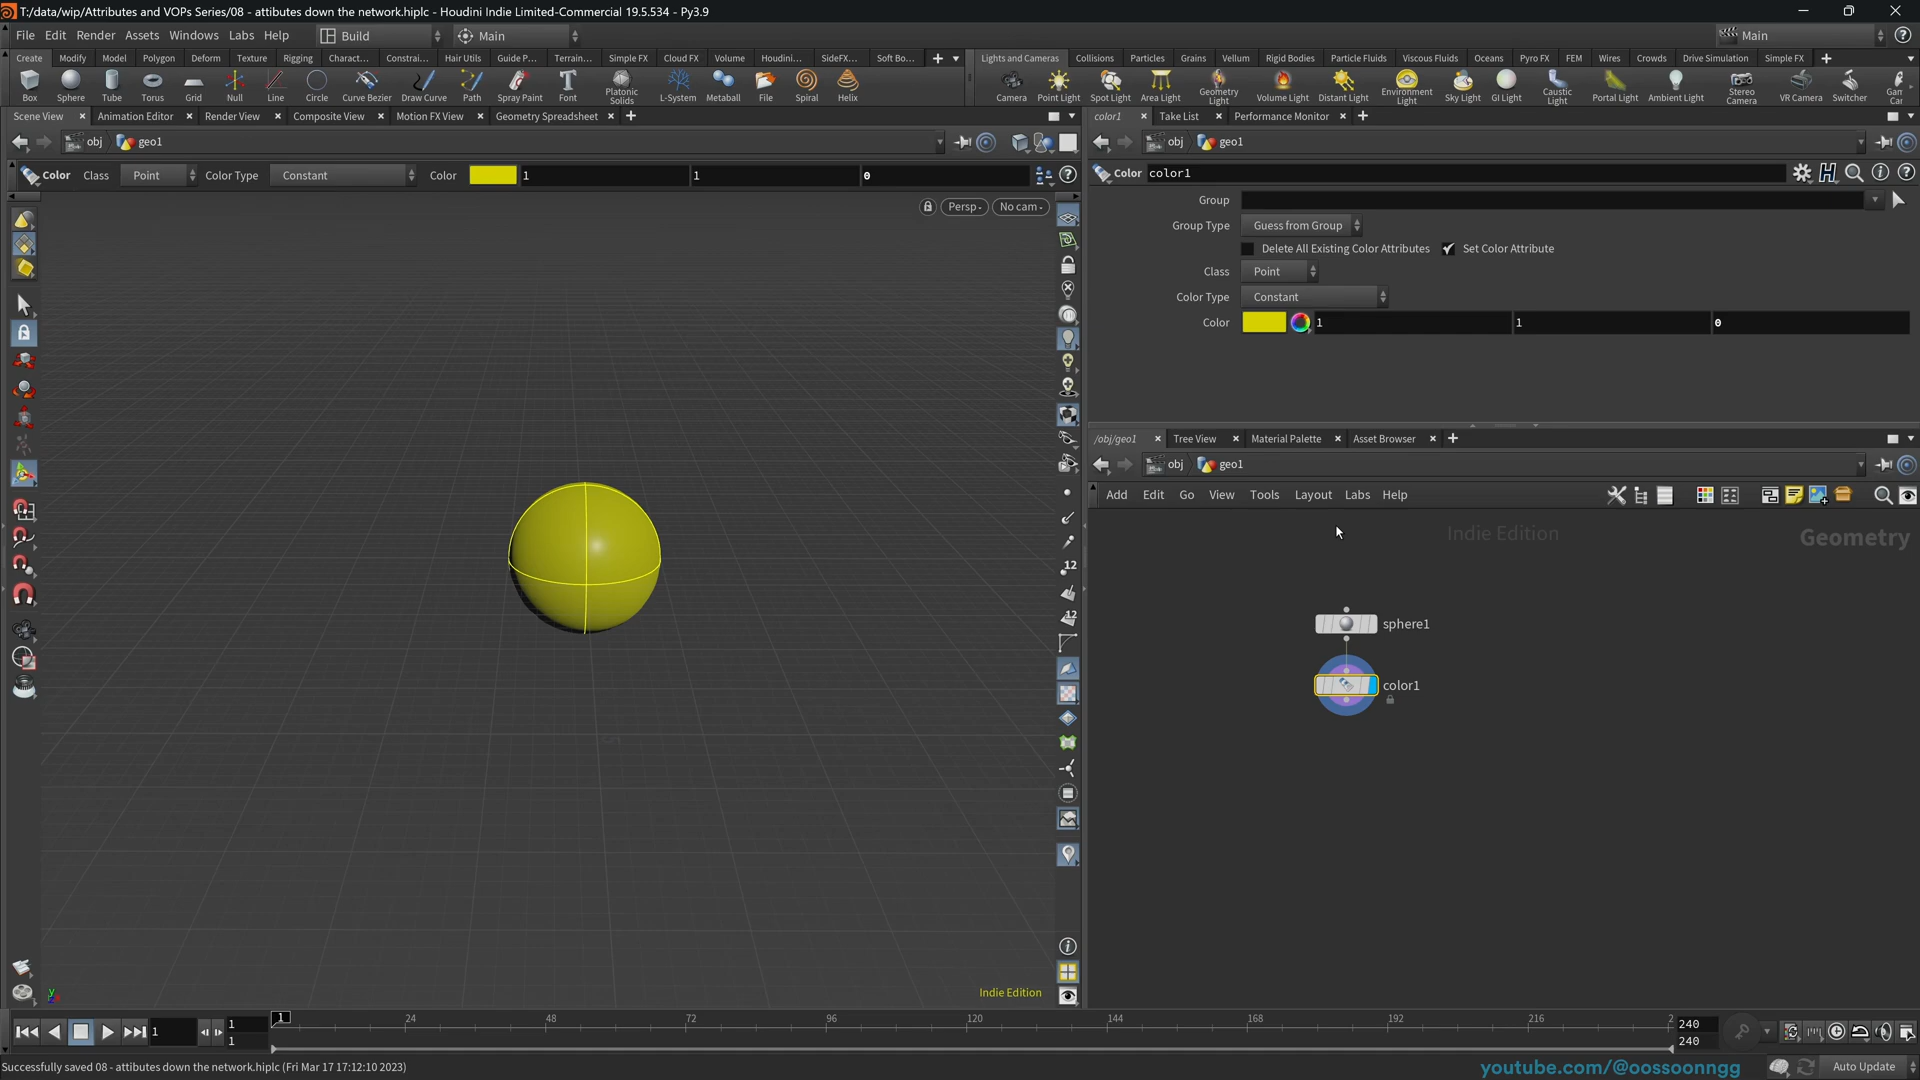 T:/data/wip/Attributes and VOPs Series/08 - attibutes down the network.hiplc - Houdini Indie Limited-Commercial 19.5.534 - Py3.9
File Edit Render Assets Windows Labs Help Build Main Main
Create Modify Model Polygon Deform Texture Rigging Charact... Constrai... Hair Utils Guide P... Terrain... Simple FX Cloud FX Volume Houdini... SideFX... Soft Bo...
Lights and Cameras Collisions Particles Grains Vellum Rigid Bodies Particle Fluids Viscous Fluids Oceans Pyro FX FEM Wires Crowds Drive Simulation Simple FX
Box Sphere Tube Torus Grid Null Line Circle Curve Bezier Draw Curve Path Spray Paint Font Platonic Solids L-System Metaball File Spiral Helix
Camera Point Light Spot Light Area Light Geometry Light Volume Light Distant Light Environment Light Sky Light GI Light Caustic Light Portal Light Ambient Light Stereo Camera VR Camera Switcher
Scene View Animation Editor Render View Composite View Motion FX View Geometry Spreadsheet
color1 Take List Performance Monitor
obj geo1
obj geo1
Color Class Point Color Type Constant Color 1 1 0
Color color1
Group
Group Type Guess from Group
Delete All Existing Color Attributes Set Color Attribute
Class Point
Color Type Constant
Color 1 1 0
Persp No cam
/obj/geo1 Tree View Material Palette Asset Browser
obj geo1
Add Edit Go View Tools Layout Labs Help
Indie Edition
Geometry
sphere1
color1
12
12
Indie Edition
1 1 1
1 24 48 72 96 120 144 168 192 216 2
240
240
Successfully saved 08 - attibutes down the network.hiplc (Fri Mar 17 17:12:10 2023)
youtube.com/@oossoonngg
Auto Update